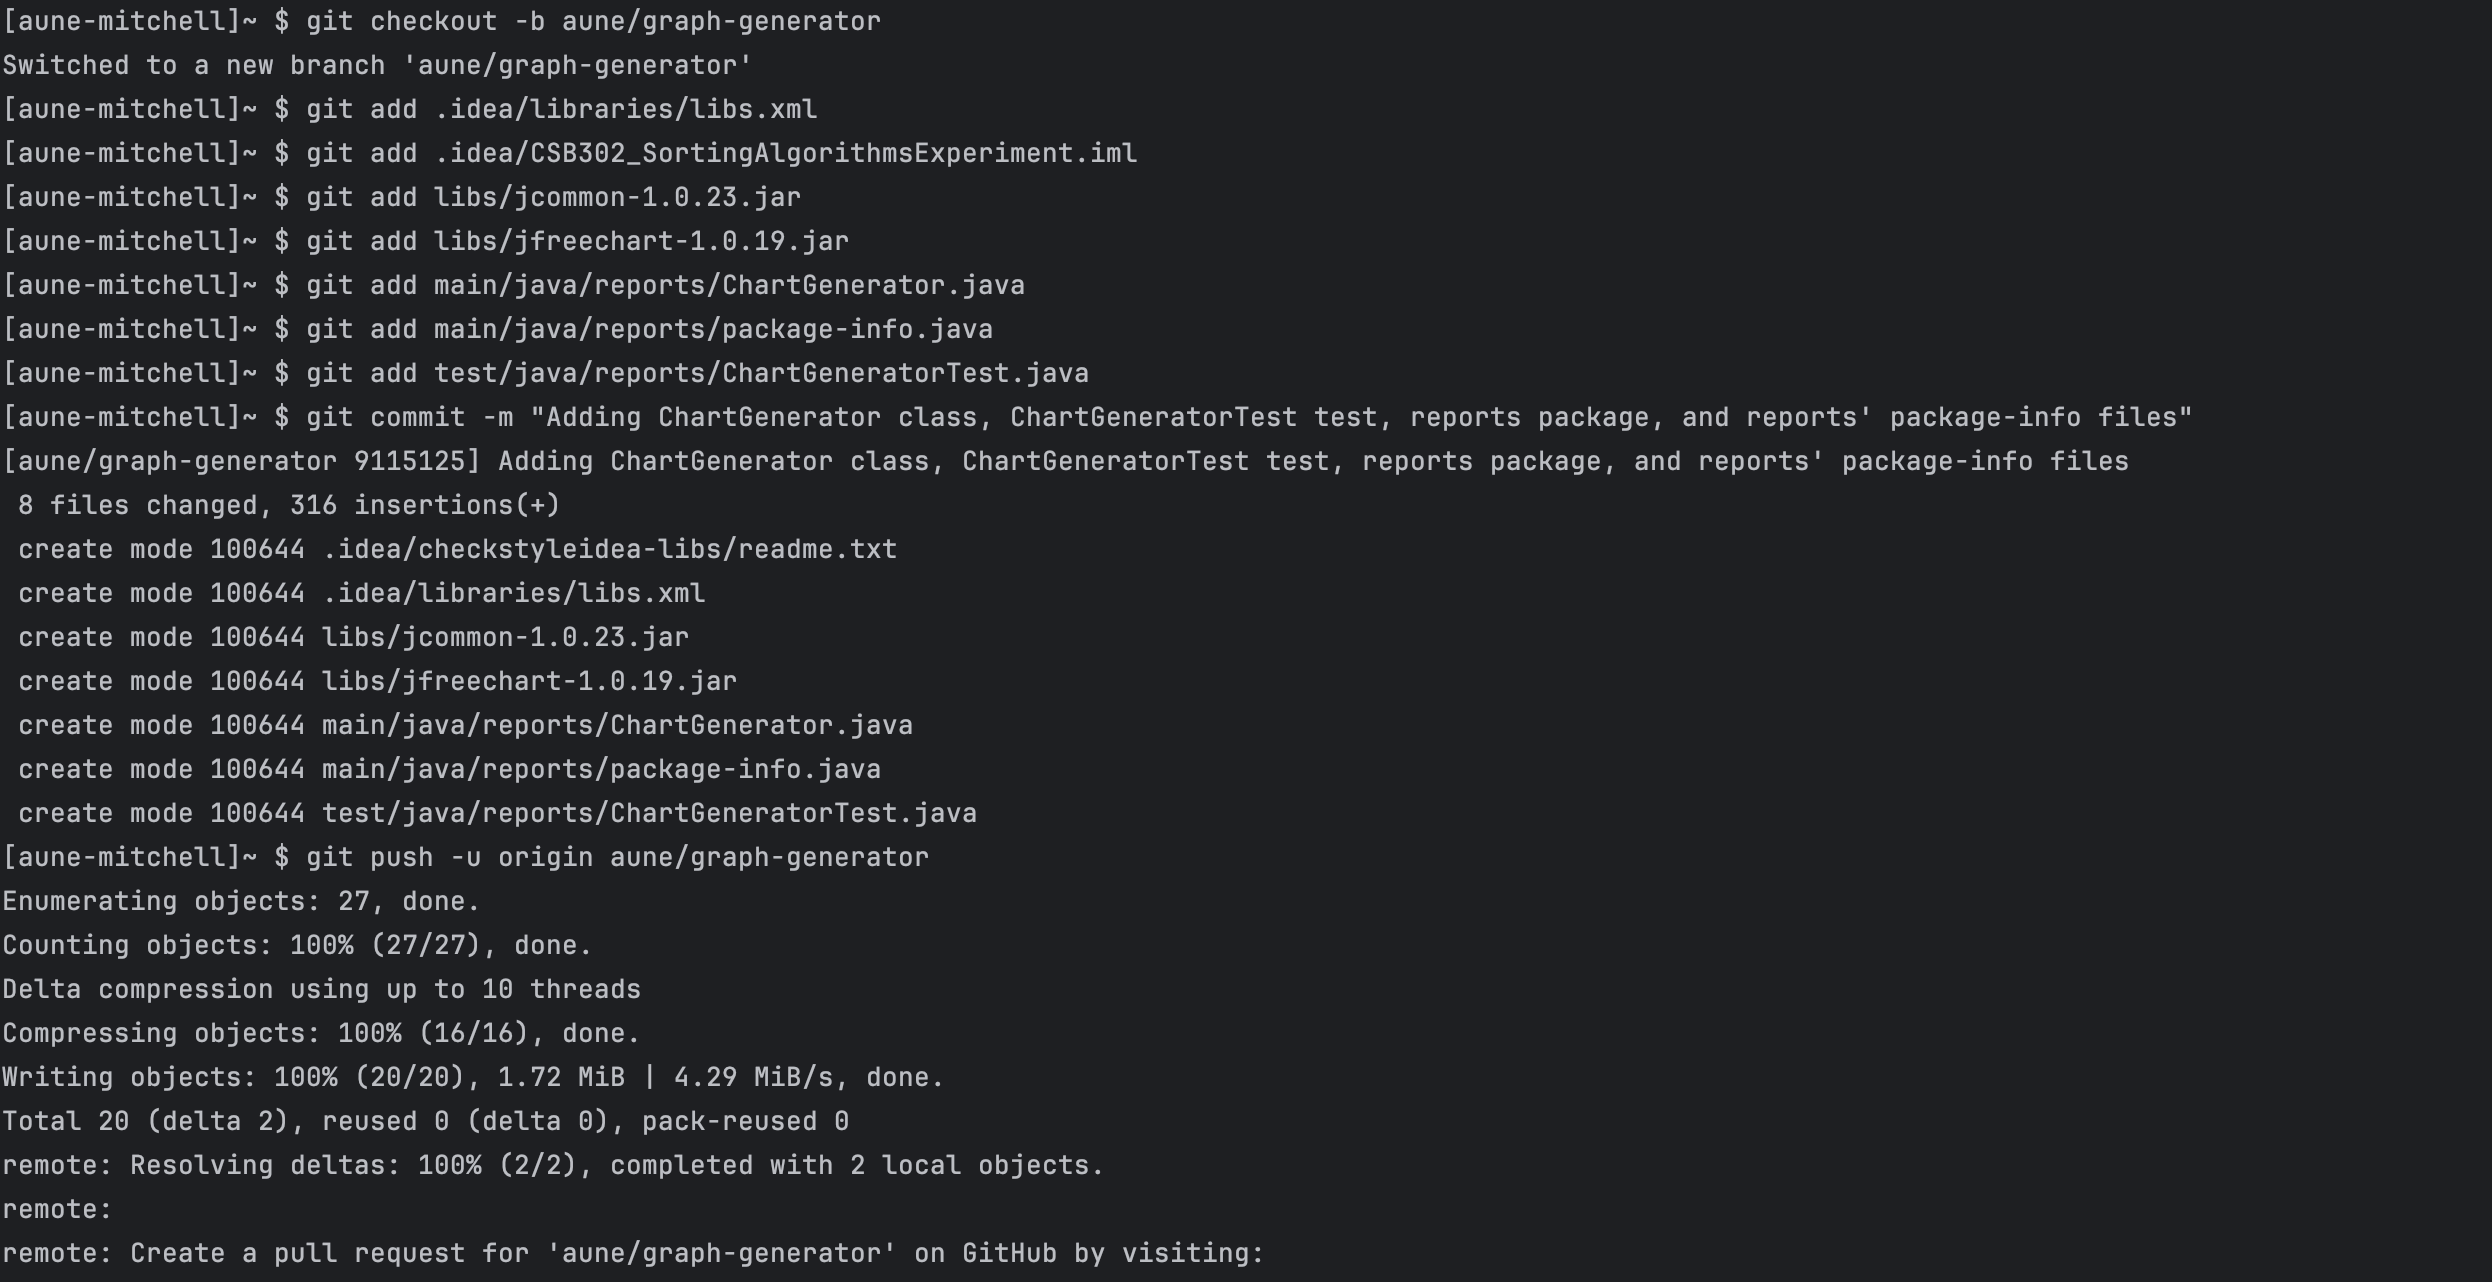 [aune-mitchell]~ $ git checkout -b aune/graph-generator
Switched to a new branch 'aune/graph-generator'
[aune-mitchell]~ $ git add .idea/libraries/libs.xml
[aune-mitchell]~ $ git add .idea/CSB302_SortingAlgorithmsExperiment.iml
[aune-mitchell]~ $ git add libs/jcommon-1.0.23.jar
[aune-mitchell]~ $ git add libs/jfreechart-1.0.19.jar
[aune-mitchell]~ $ git add main/java/reports/ChartGenerator.java
[aune-mitchell]~ $ git add main/java/reports/package-info.java
[aune-mitchell]~ $ git add test/java/reports/ChartGeneratorTest.java
[aune-mitchell]~ $ git commit -m "Adding ChartGenerator class, ChartGeneratorTest test, reports package, and reports' package-info files"
[aune/graph-generator 9115125] Adding ChartGenerator class, ChartGeneratorTest test, reports package, and reports' package-info files
 8 files changed, 316 insertions(+)
 create mode 100644 .idea/checkstyleidea-libs/readme.txt
 create mode 100644 .idea/libraries/libs.xml
 create mode 100644 libs/jcommon-1.0.23.jar
 create mode 100644 libs/jfreechart-1.0.19.jar
 create mode 100644 main/java/reports/ChartGenerator.java
 create mode 100644 main/java/reports/package-info.java
 create mode 100644 test/java/reports/ChartGeneratorTest.java
[aune-mitchell]~ $ git push -u origin aune/graph-generator
Enumerating objects: 27, done.
Counting objects: 100% (27/27), done.
Delta compression using up to 10 threads
Compressing objects: 100% (16/16), done.
Writing objects: 100% (20/20), 1.72 MiB | 4.29 MiB/s, done.
Total 20 (delta 2), reused 0 (delta 0), pack-reused 0
remote: Resolving deltas: 100% (2/2), completed with 2 local objects.
remote:
remote: Create a pull request for 'aune/graph-generator' on GitHub by visiting: